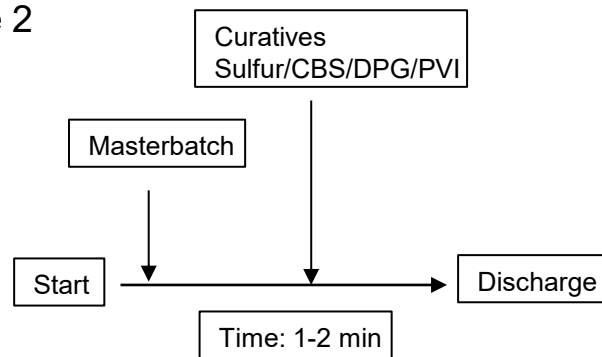 2
Curatives
Sulfur/CBS/DPG/PVI
Masterbatch
Start
Discharge
Time: 1-2 min